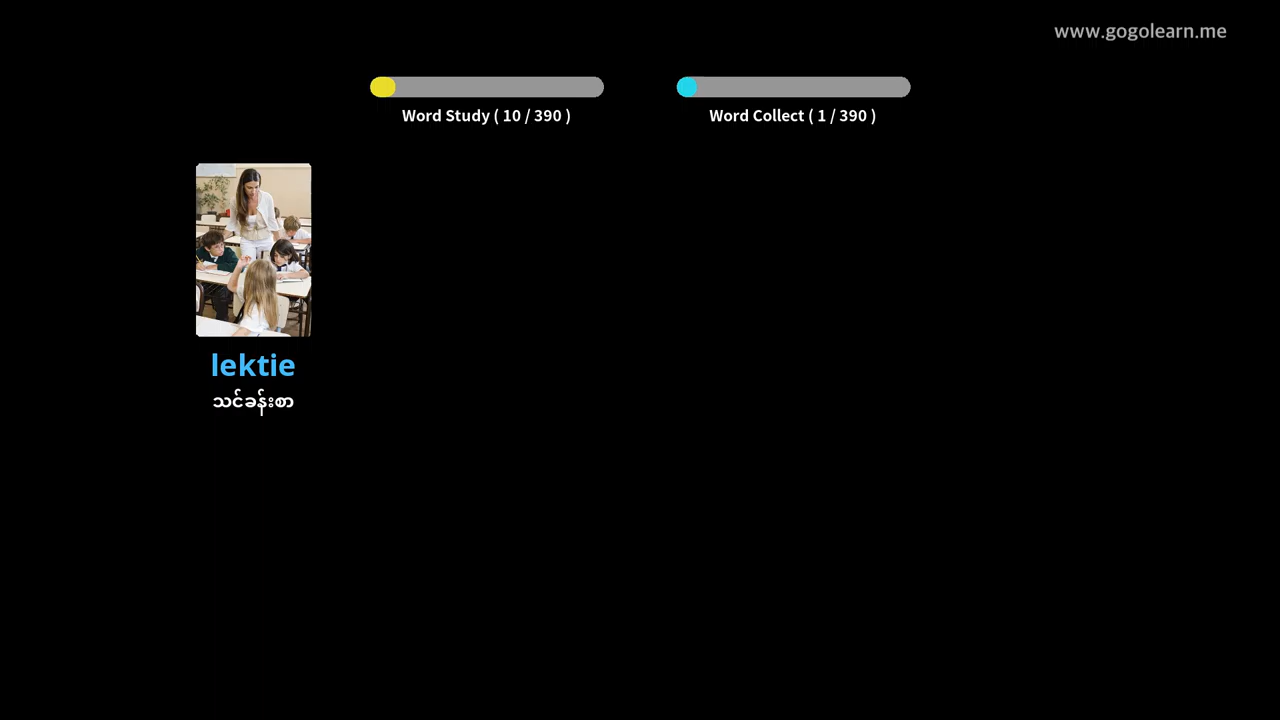 www.gogolearn.me
Word Study ( 10 / 390 )
Word Collect ( 1 / 390 )
lektie
သင်ခန်းစာ